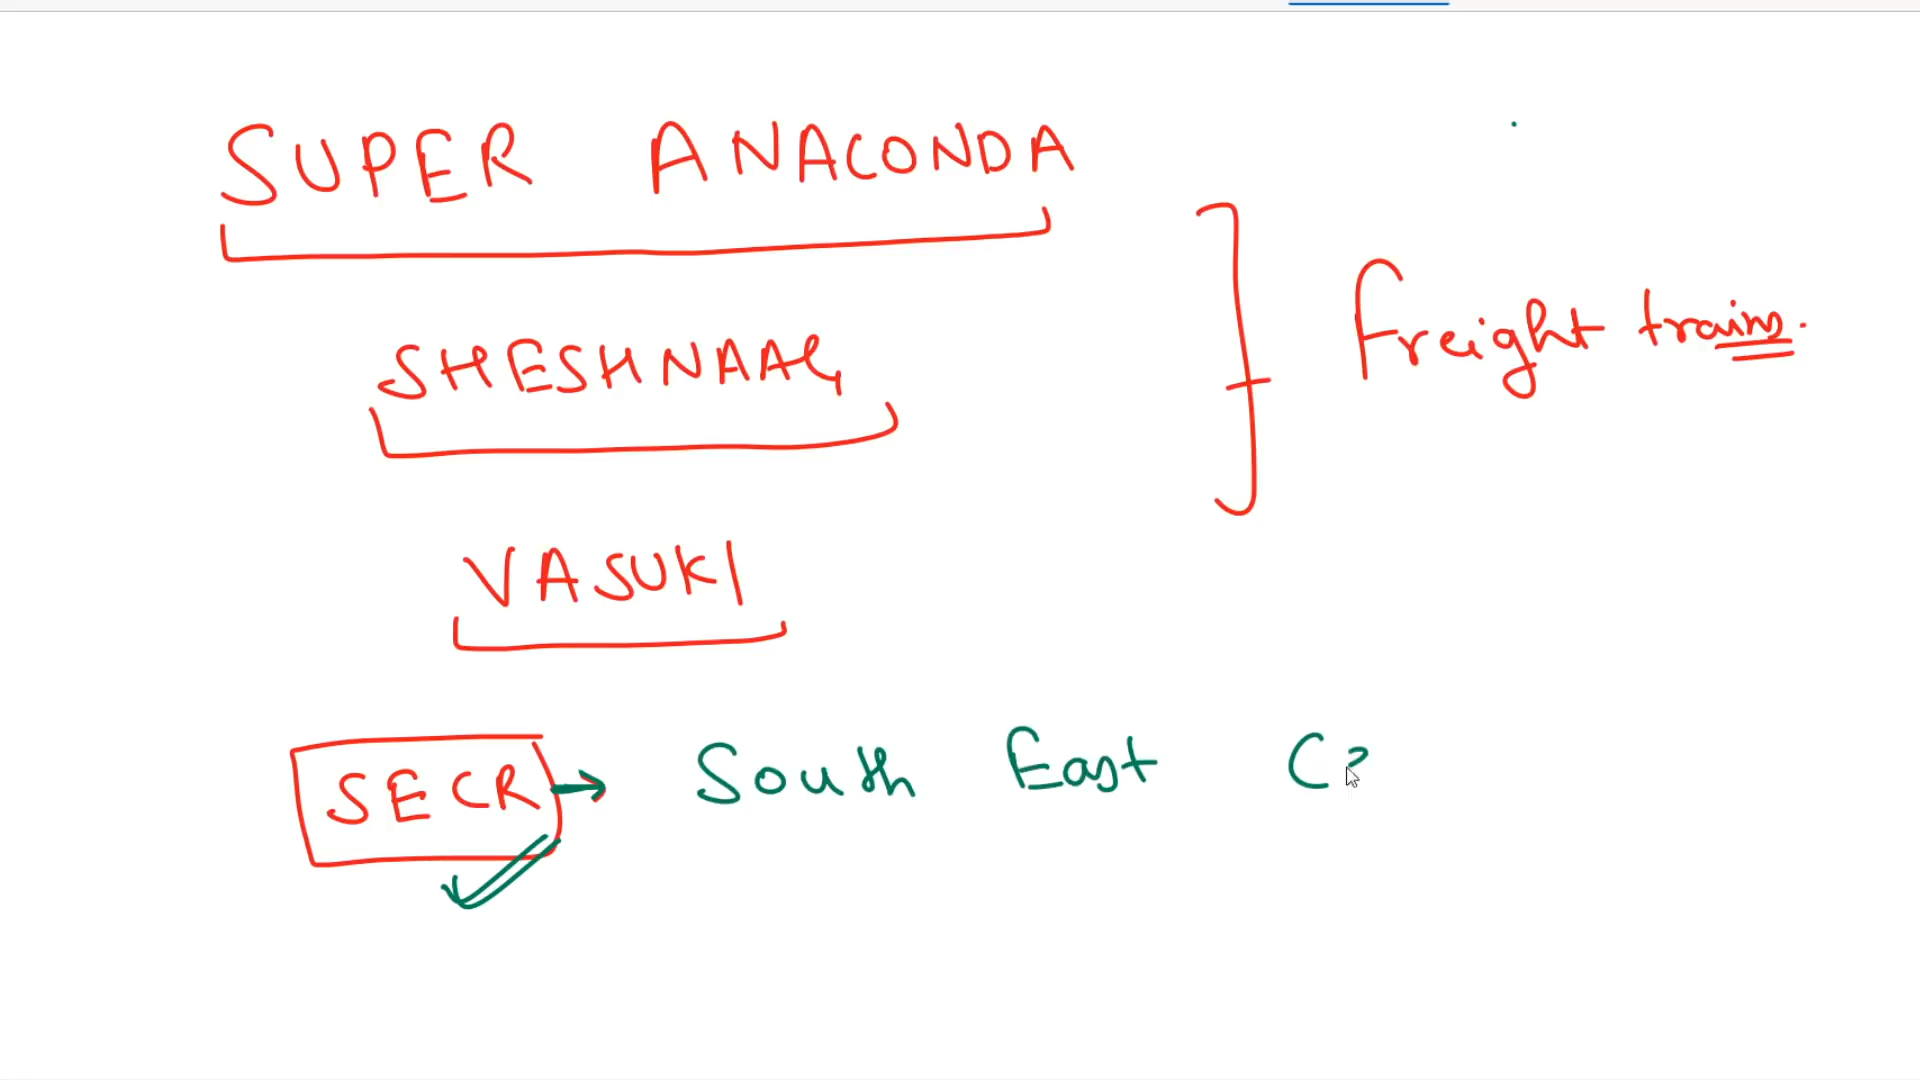 SUPER ANACONDA
freight trains.
SHESHNAAG
VASUKI
SECR → South East C